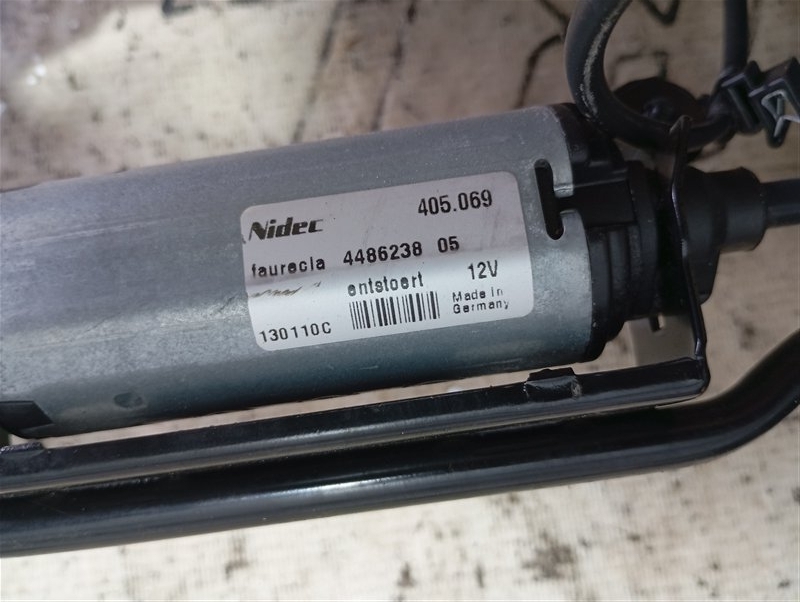 Nidec 405.069
faurecia 4486238 05
entstoert 12V
Made in
Germany
130110C